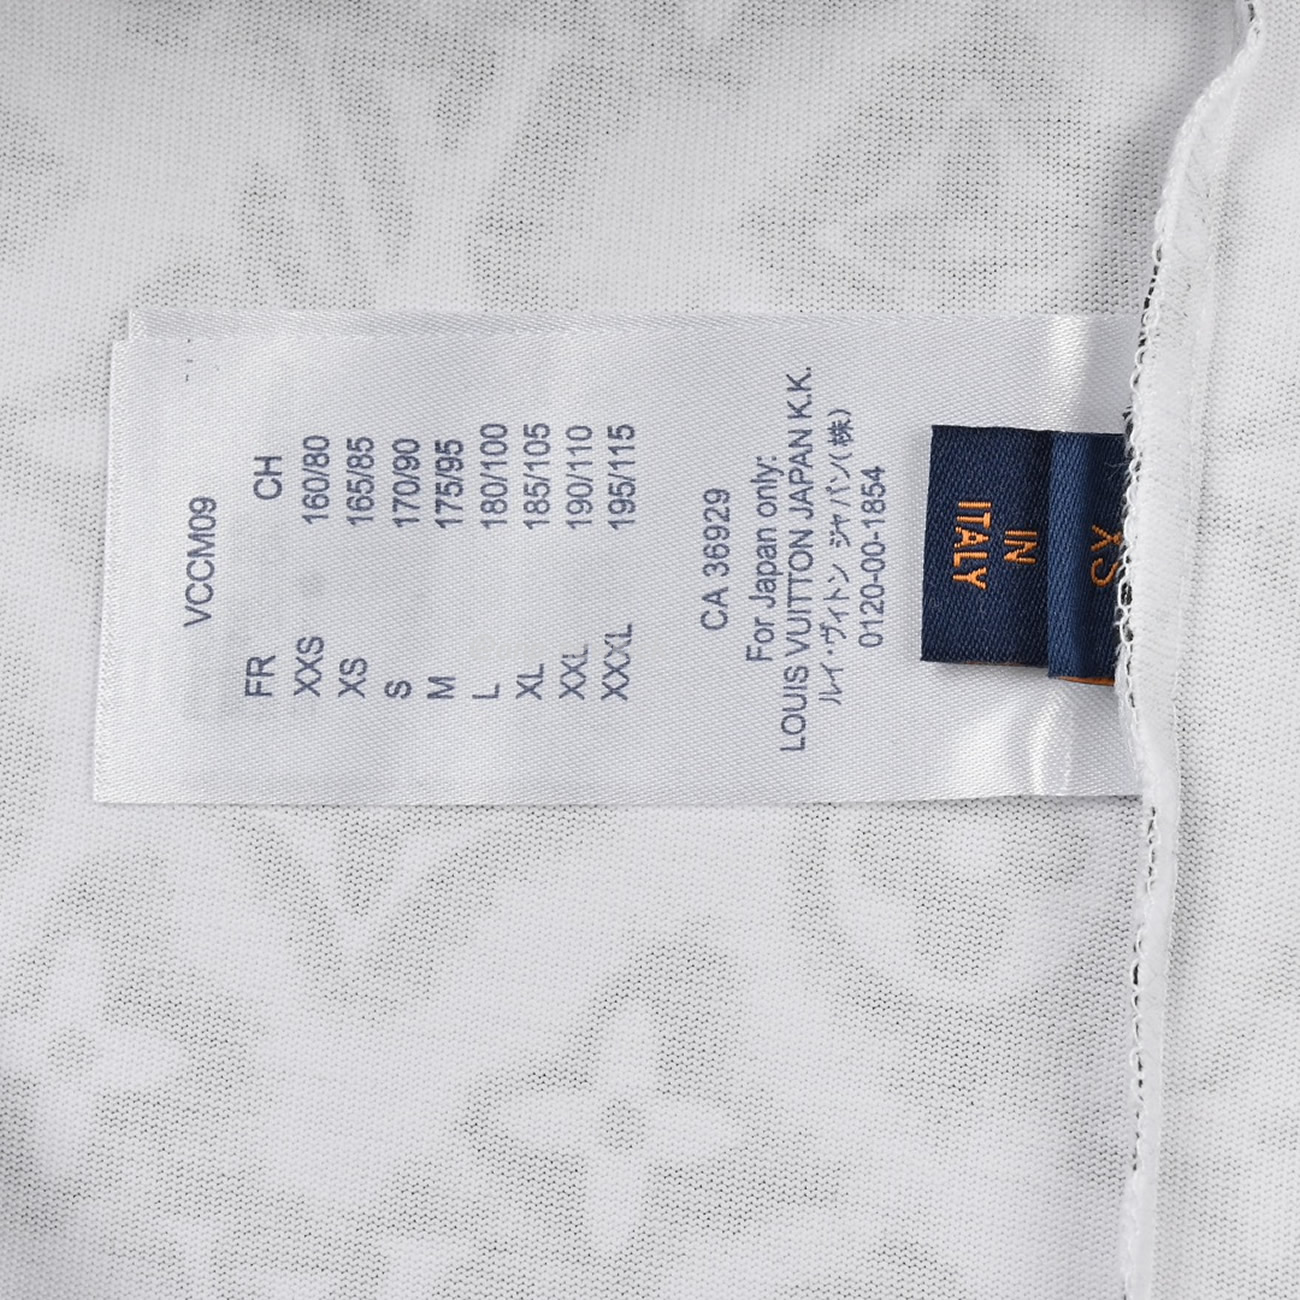 VCCM09
FR CH
XXS 160/80
XS 165/85
S 170/90
M 175/95
L 180/100
XL 185/105
XXL 190/110
XXXL 195/115
CA 36929
For Japan only:
LOUIS VUITTON JAPAN K.K.
ルイ・ヴィトン ジャパン(株)
0120-00-1854
XS
IN
ITALY